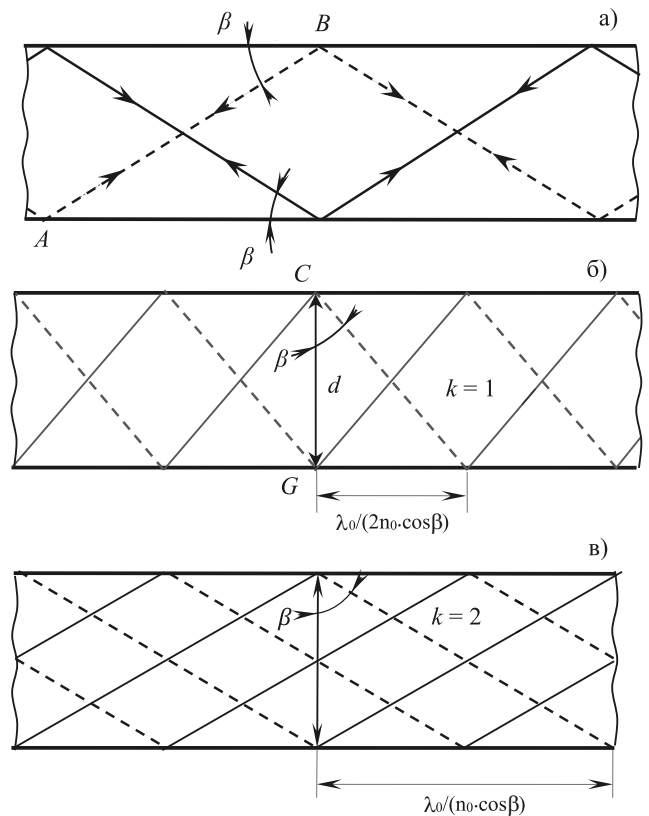 а)
β
B
A
β
б)
C
β
d
k = 1
G
λ₀/(2n₀·cosβ)
в)
β
k = 2
λ₀/(n₀·cosβ)